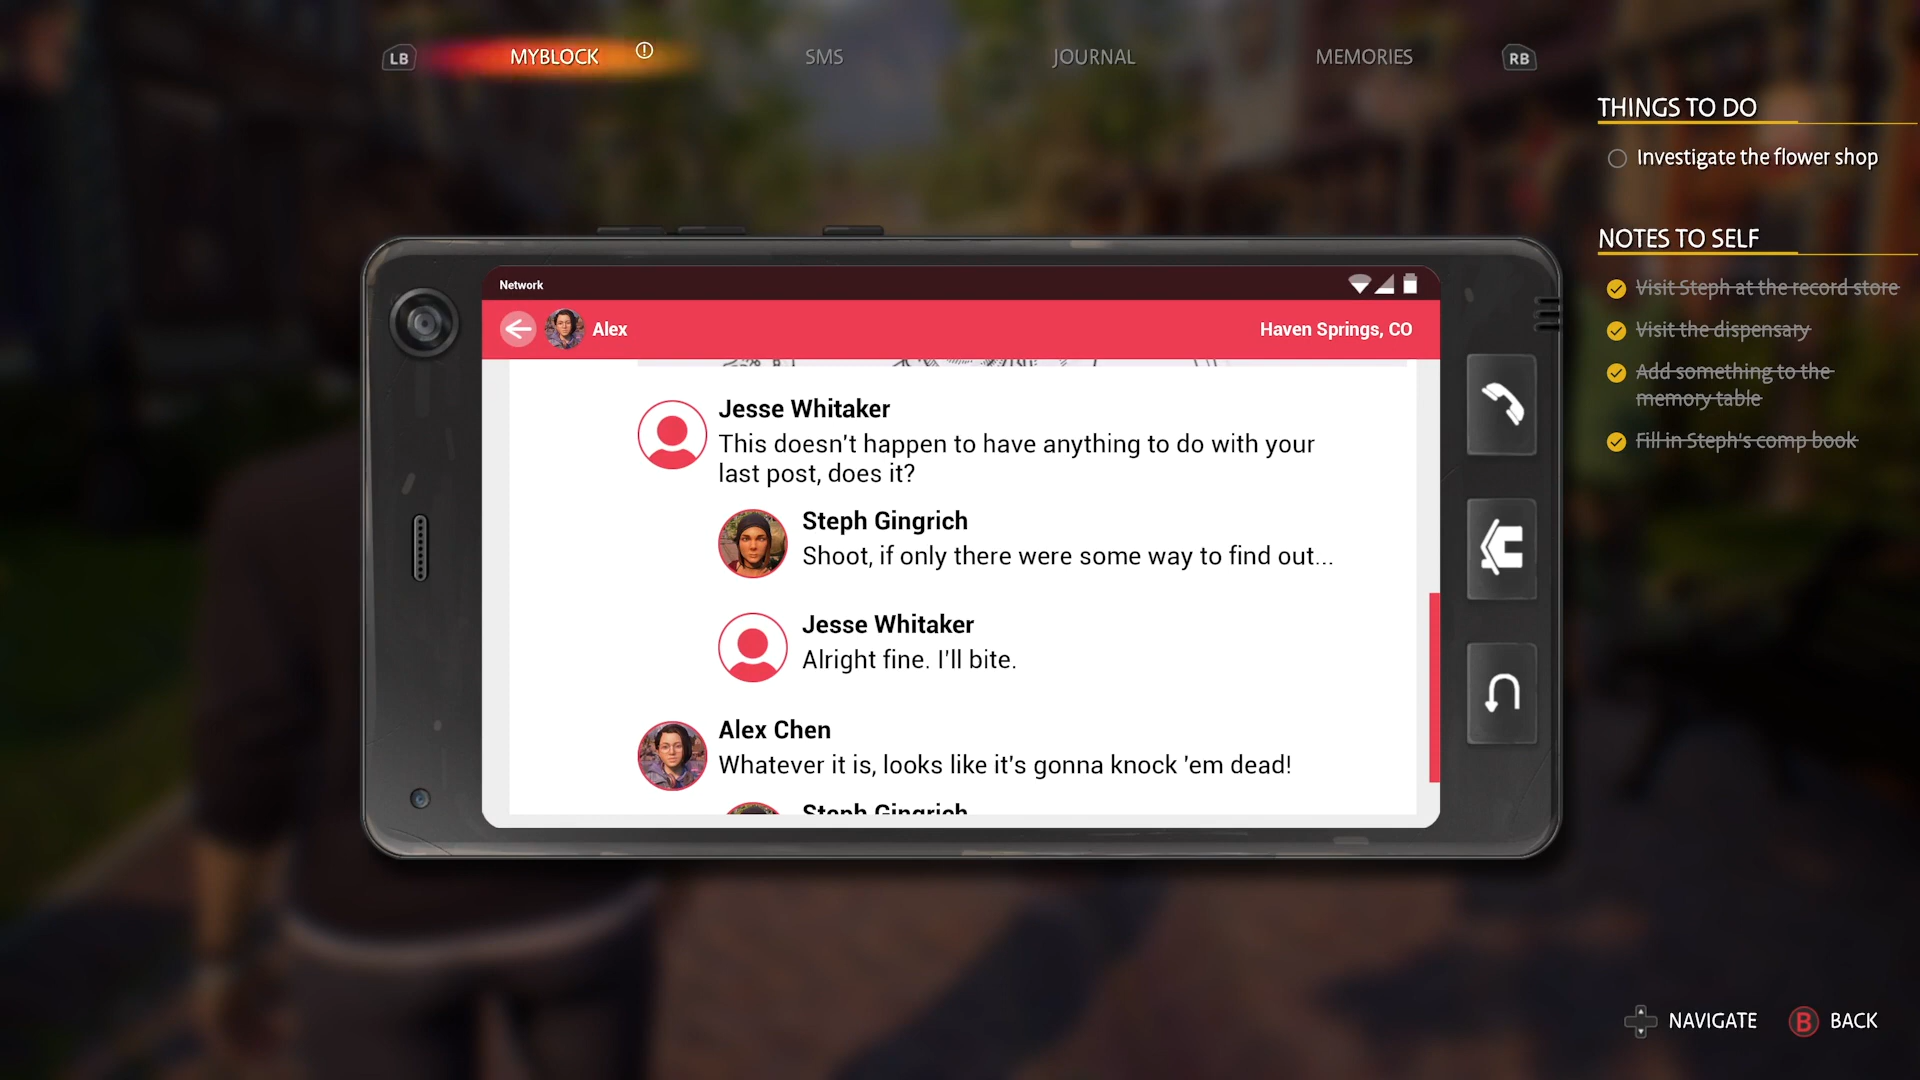 LB
MYBLOCK
SMS
JOURNAL
MEMORIES
RB
THINGS TO DO
Investigate the flower shop
NOTES TO SELF
Visit Steph at the record store
Visit the dispensary
Add something to the
memory table
Fill in Steph's comp book
Network
Alex
Haven Springs, CO
Jesse Whitaker
This doesn't happen to have anything to do with your
last post, does it?
Steph Gingrich
Shoot, if only there were some way to find out...
Jesse Whitaker
Alright fine. I'll bite.
Alex Chen
Whatever it is, looks like it's gonna knock 'em dead!
Steph Gingrich
NAVIGATE
B BACK